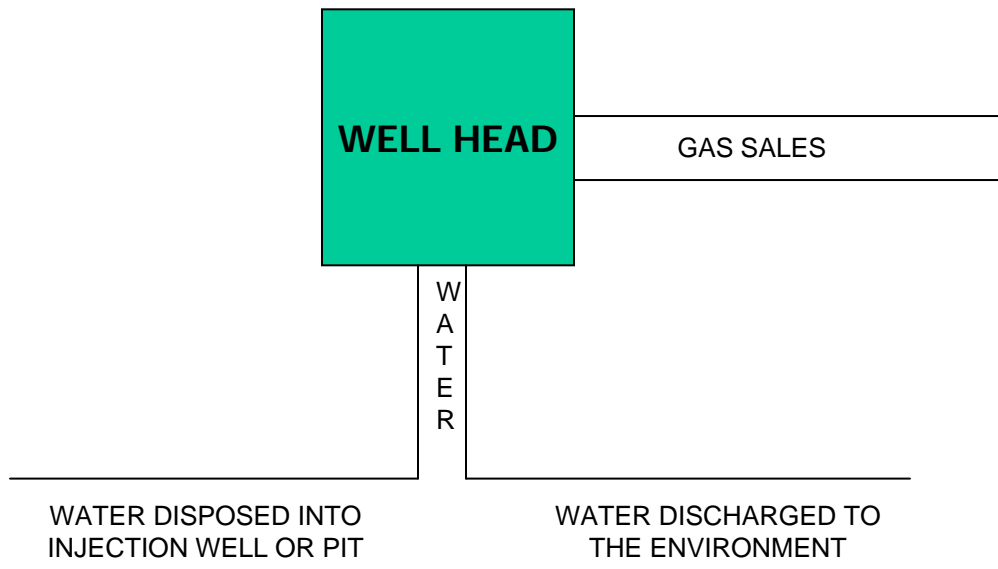 WELL HEAD
GAS SALES
W
A
T
E
R
WATER DISPOSED INTO
INJECTION WELL OR PIT
WATER DISCHARGED TO
THE ENVIRONMENT